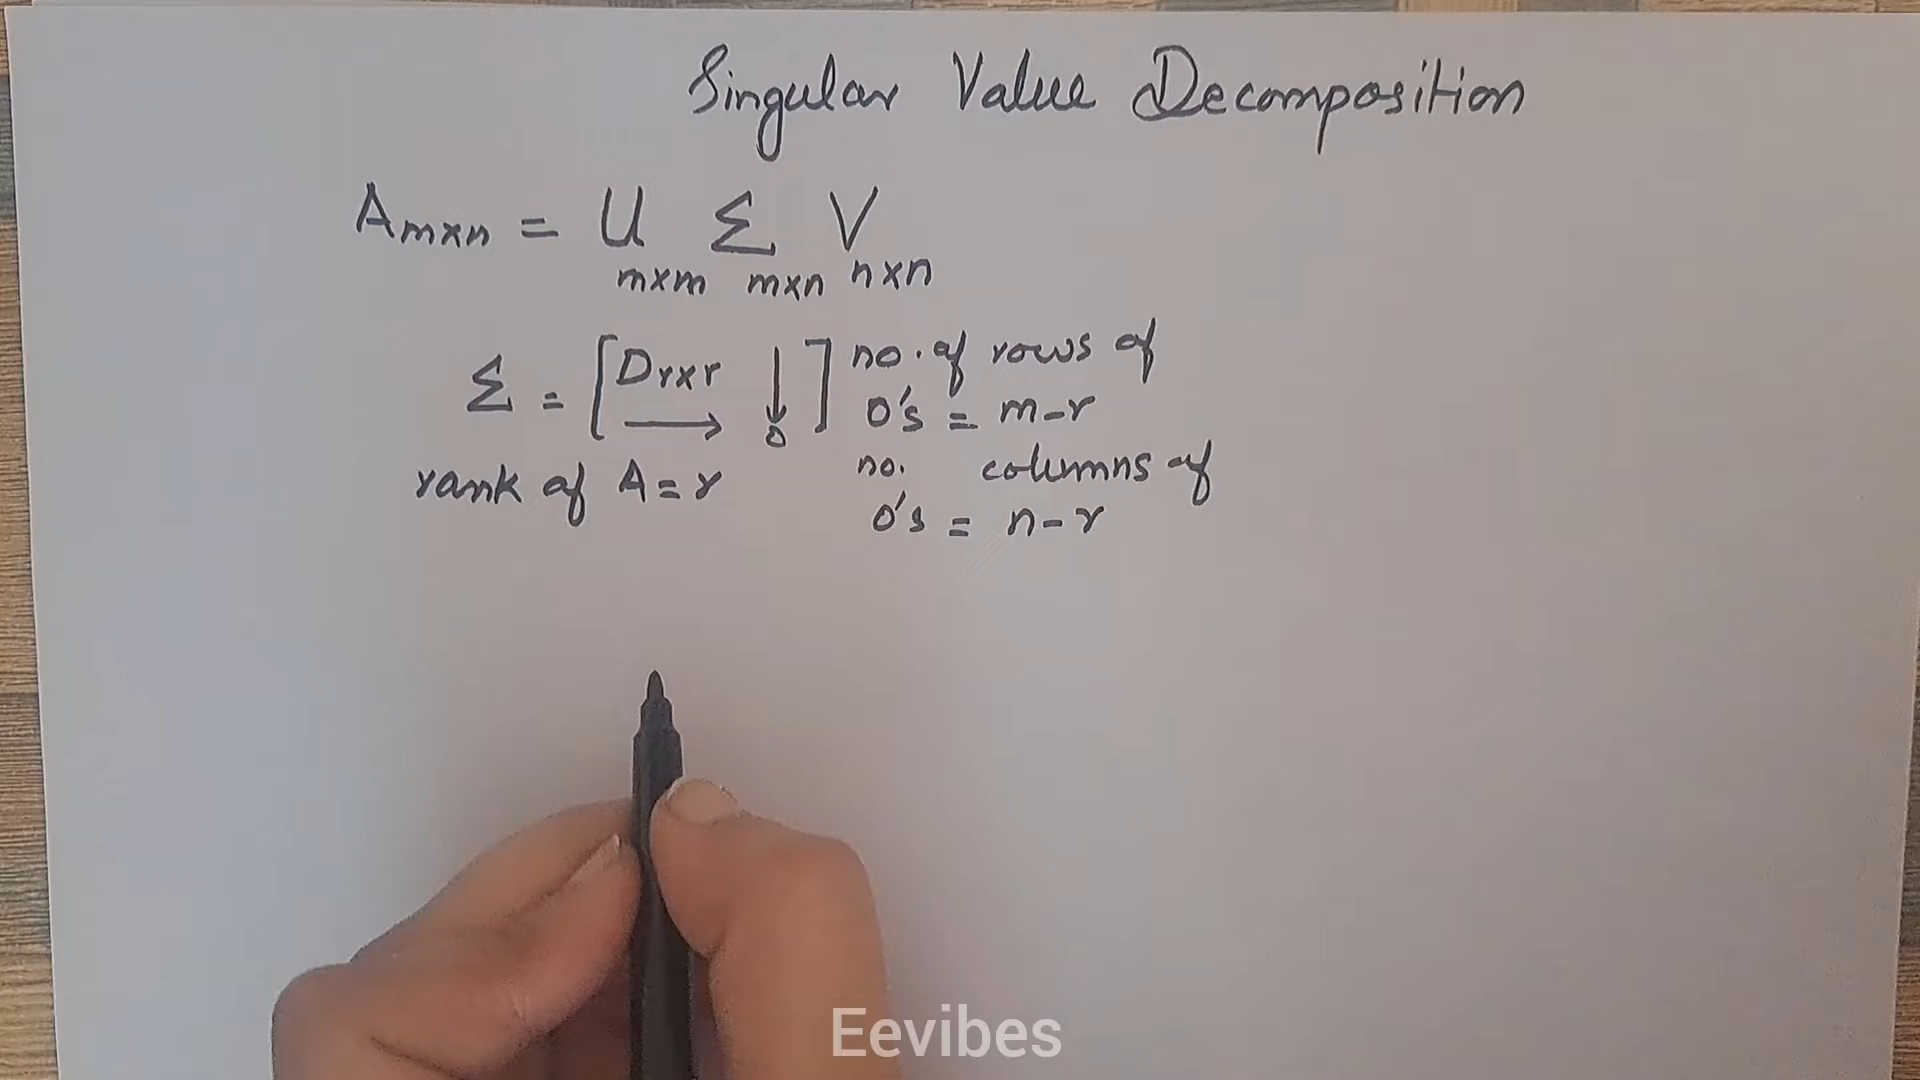 Singular Value Decomposition
Amxn = U Σ V
mxm mxn nxn
Σ = [Drxr → ↓ 0]
rank of A = r
no. of rows of
0's = m-r
no. columns of
0's = n-r
Eevibes